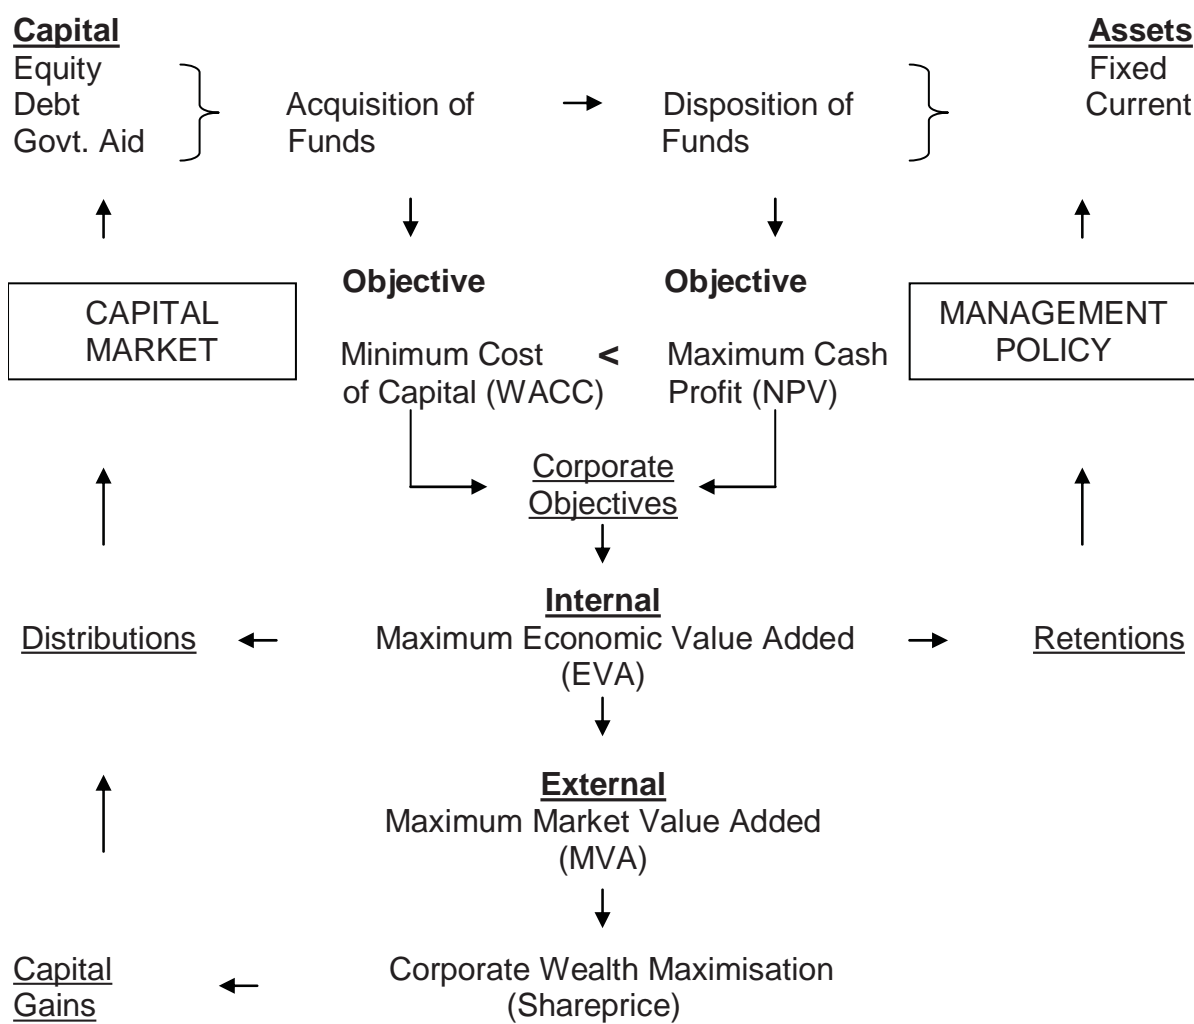 Capital
Equity
Debt
Govt. Aid
Acquisition of
Funds
Disposition of
Funds
Assets
Fixed
Current
CAPITAL
MARKET
Objective
Minimum Cost
of Capital (WACC)
<
Objective
Maximum Cash
Profit (NPV)
MANAGEMENT
POLICY
Corporate
Objectives
Distributions
Internal
Maximum Economic Value Added
(EVA)
Retentions
External
Maximum Market Value Added
(MVA)
Capital
Gains
Corporate Wealth Maximisation
(Shareprice)